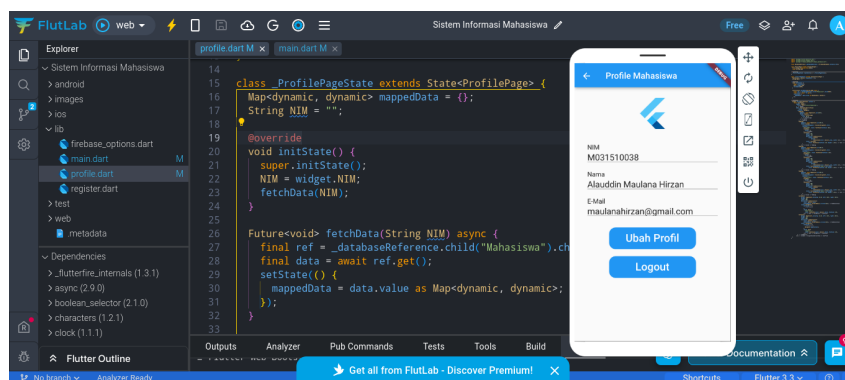 FlutLab web Sistem Informasi Mahasiswa Free A
Explorer
Sistem Informasi Mahasiswa
> android
> images
> ios
lib
firebase_options.dart
main.dart M
profile.dart M
register.dart
> test
> web
.metadata
Dependencies
> _flutterfire_internals (1.3.1)
> async (2.9.0)
> boolean_selector (2.1.0)
> characters (1.2.1)
> clock (1.1.1)
Flutter Outline
2
profile.dart M x main.dart M x
14
15 class _ProfilePageState extends State<ProfilePage> {
16 Map<dynamic, dynamic> mappedData = {};
17 String NIM = "";
18
19 @override
20 void initState() {
21 super.initState();
22 NIM = widget.NIM;
23 fetchData(NIM);
24 }
25
26 Future<void> fetchData(String NIM) async {
27 final ref = _databaseReference.child("Mahasiswa").ch
28 final data = await ref.get();
29 setState(() {
30 mappedData = data.value as Map<dynamic, dynamic>;
31 });
32 }
33
Profile Mahasiswa
NIM
M031510038
Nama
Alauddin Maulana Hirzan
E-Mail
maulanahirzan@gmail.com
Ubah Profil
Logout
Outputs Analyzer Pub Commands Tests Tools Build
Documentation
Get all from FlutLab - Discover Premium! X
No branch Analyzer Ready Shortcuts Flutter 3.3